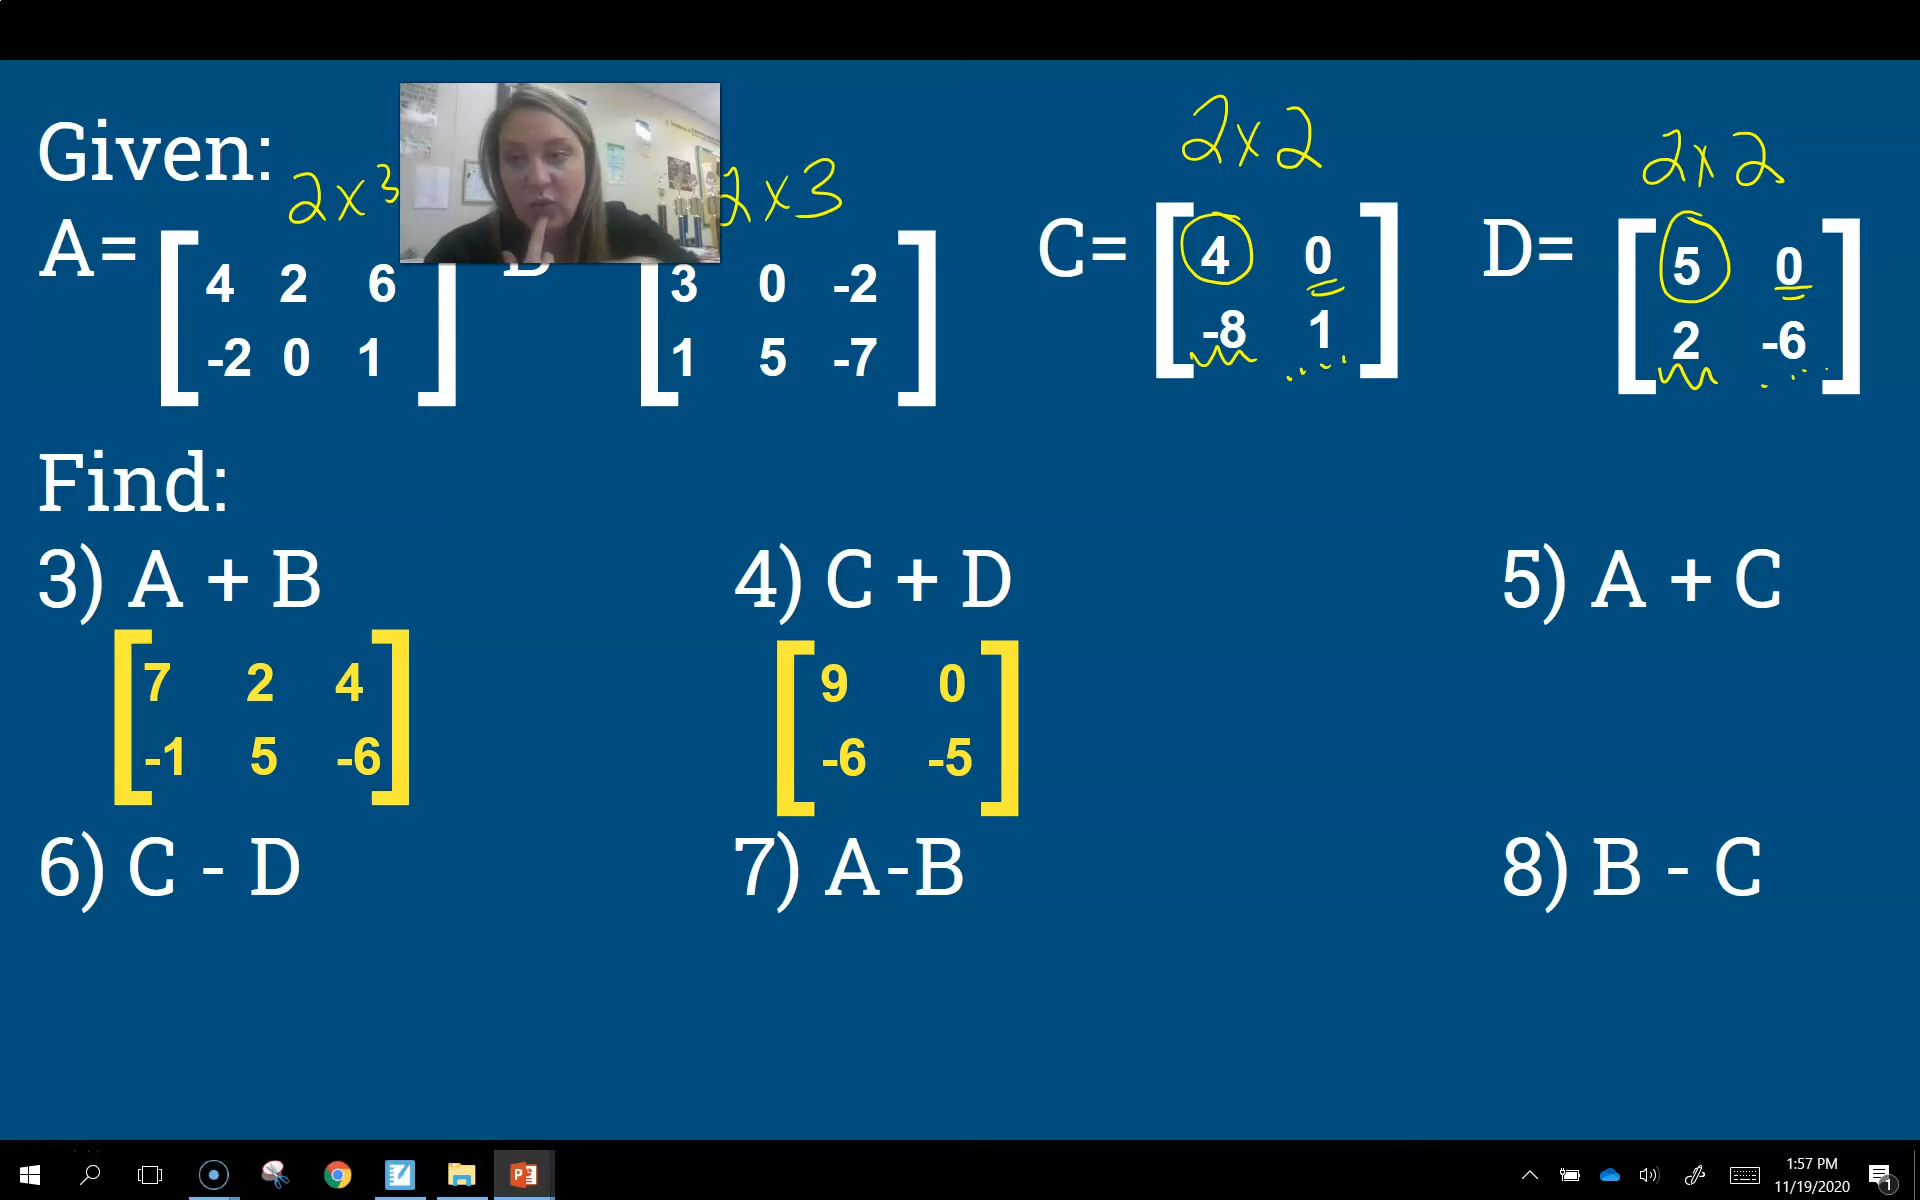 Given:
2x3
2x3
2x2
2x2
A=
4 2 6
-2 0 1
3 0 -2
1 5 -7
C=
4 0
-8 1
D=
5 0
2 -6
Find:
3) A + B
4) C + D
5) A + C
7 2 4
-1 5 -6
9 0
-6 -5
6) C - D
7) A-B
8) B - C
1:57 PM
11/19/2020
1